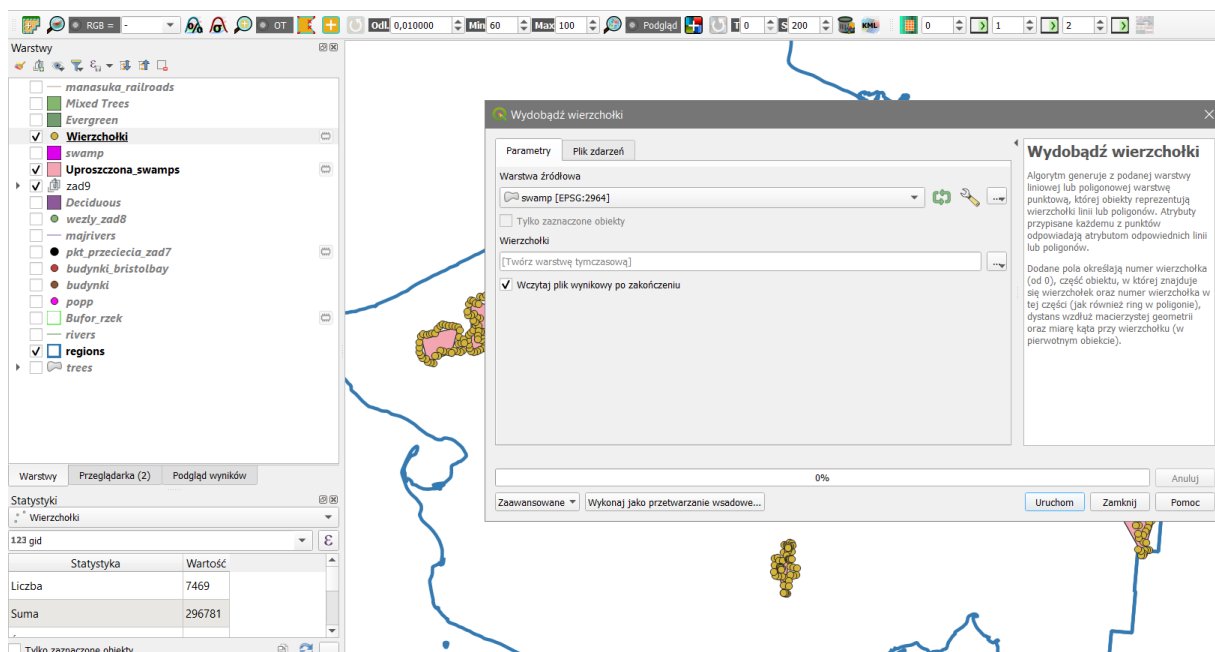 RGB = - OT Odl. 0,010000 Min 60 Max 100 Podgląd T 0 S 200 KML 0 1 2
Warstwy
manasuka_railroads
Mixed Trees
Evergreen
Wierzchołki
swamp
Uproszczona_swamps
zad9
Deciduous
wezly_zad8
majrivers
pkt_przeciecia_zad7
budynki_bristolbay
budynki
popp
Bufor_rzek
rivers
regions
trees
Warstwy Przeglądarka (2) Podgląd wyników
Statystyki
Wierzchołki
123 gid ε
Statystyka Wartość
Liczba 7469
Suma 296781
Tylko zaznaczone obiekty
Wydobądź wierzchołki
Parametry Plik zdarzeń
Warstwa źródłowa
swamp [EPSG:2964]
Tylko zaznaczone obiekty
Wierzchołki
[Twórz warstwę tymczasową]
Wczytaj plik wynikowy po zakończeniu
0%
Anuluj
Zaawansowane Wykonaj jako przetwarzanie wsadowe... Uruchom Zamknij Pomoc
Wydobądź wierzchołki
Algorytm generuje z podanej warstwy
liniowej lub poligonowej warstwę
punktową, której obiekty reprezentują
wierzchołki linii lub poligonów. Atrybuty
przypisane każdemu z punktów
odpowiadają atrybutom odpowiednich linii
lub poligonów.
Dodane pola określają numer wierzchołka
(od 0), część obiektu, w której znajduje
się wierzchołek oraz numer wierzchołka w
tej części (jak również ring w poligonie),
dystans wzdłuż macierzystej geometrii
oraz miarę kąta przy wierzchołku (w
pierwotnym obiekcie).